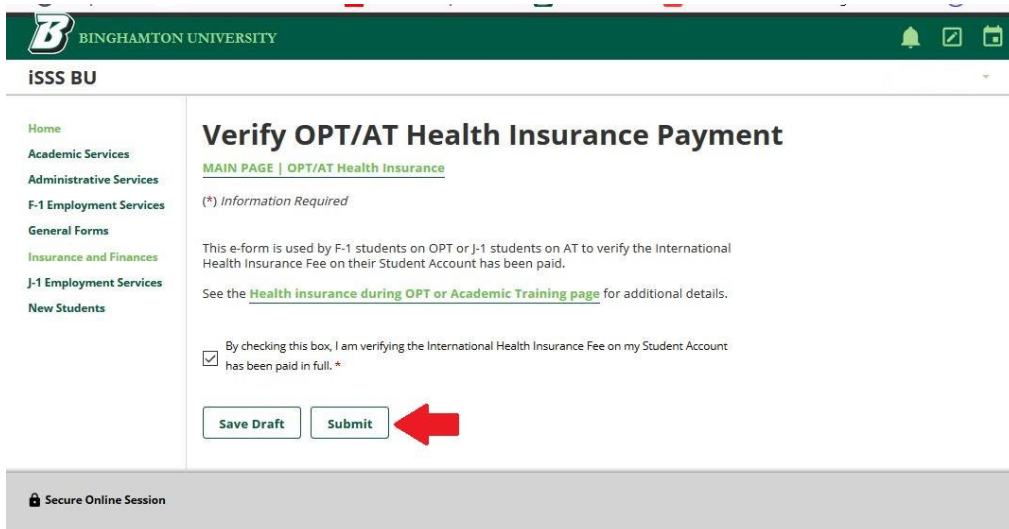 B BINGHAMTON UNIVERSITY
iSSS BU
Home
Academic Services
Administrative Services
F-1 Employment Services
General Forms
Insurance and Finances
J-1 Employment Services
New Students
Verify OPT/AT Health Insurance Payment
MAIN PAGE | OPT/AT Health Insurance
(*) Information Required
This e-form is used by F-1 students on OPT or J-1 students on AT to verify the International
Health Insurance Fee on their Student Account has been paid.
See the Health insurance during OPT or Academic Training page for additional details.
By checking this box, I am verifying the International Health Insurance Fee on my Student Account
has been paid in full. *
Save Draft Submit
Secure Online Session